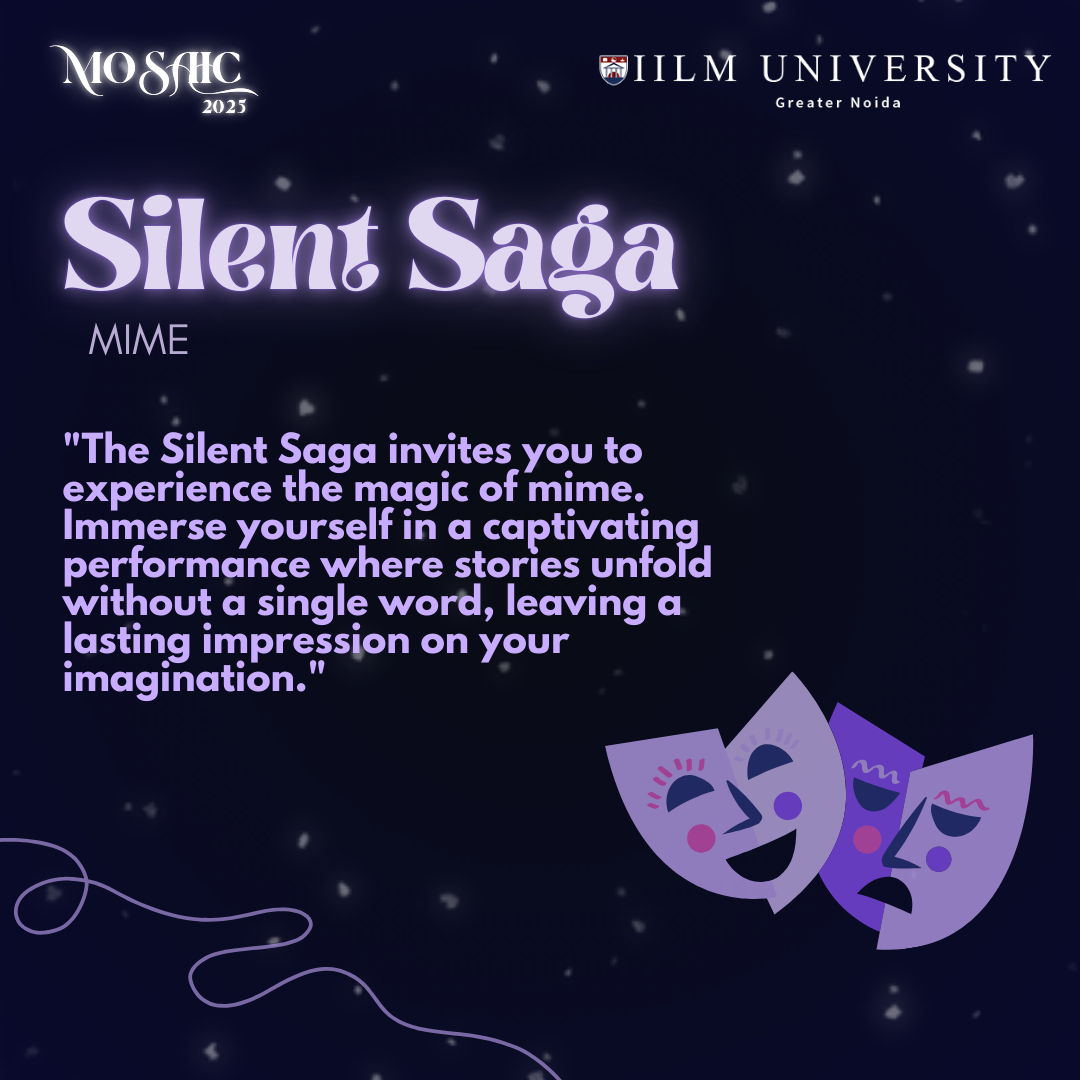 MOSAIC
2025
IILM UNIVERSITY
Greater Noida
Silent Saga
MIME
"The Silent Saga invites you to
experience the magic of mime.
Immerse yourself in a captivating
performance where stories unfold
without a single word, leaving a
lasting impression on your
imagination."